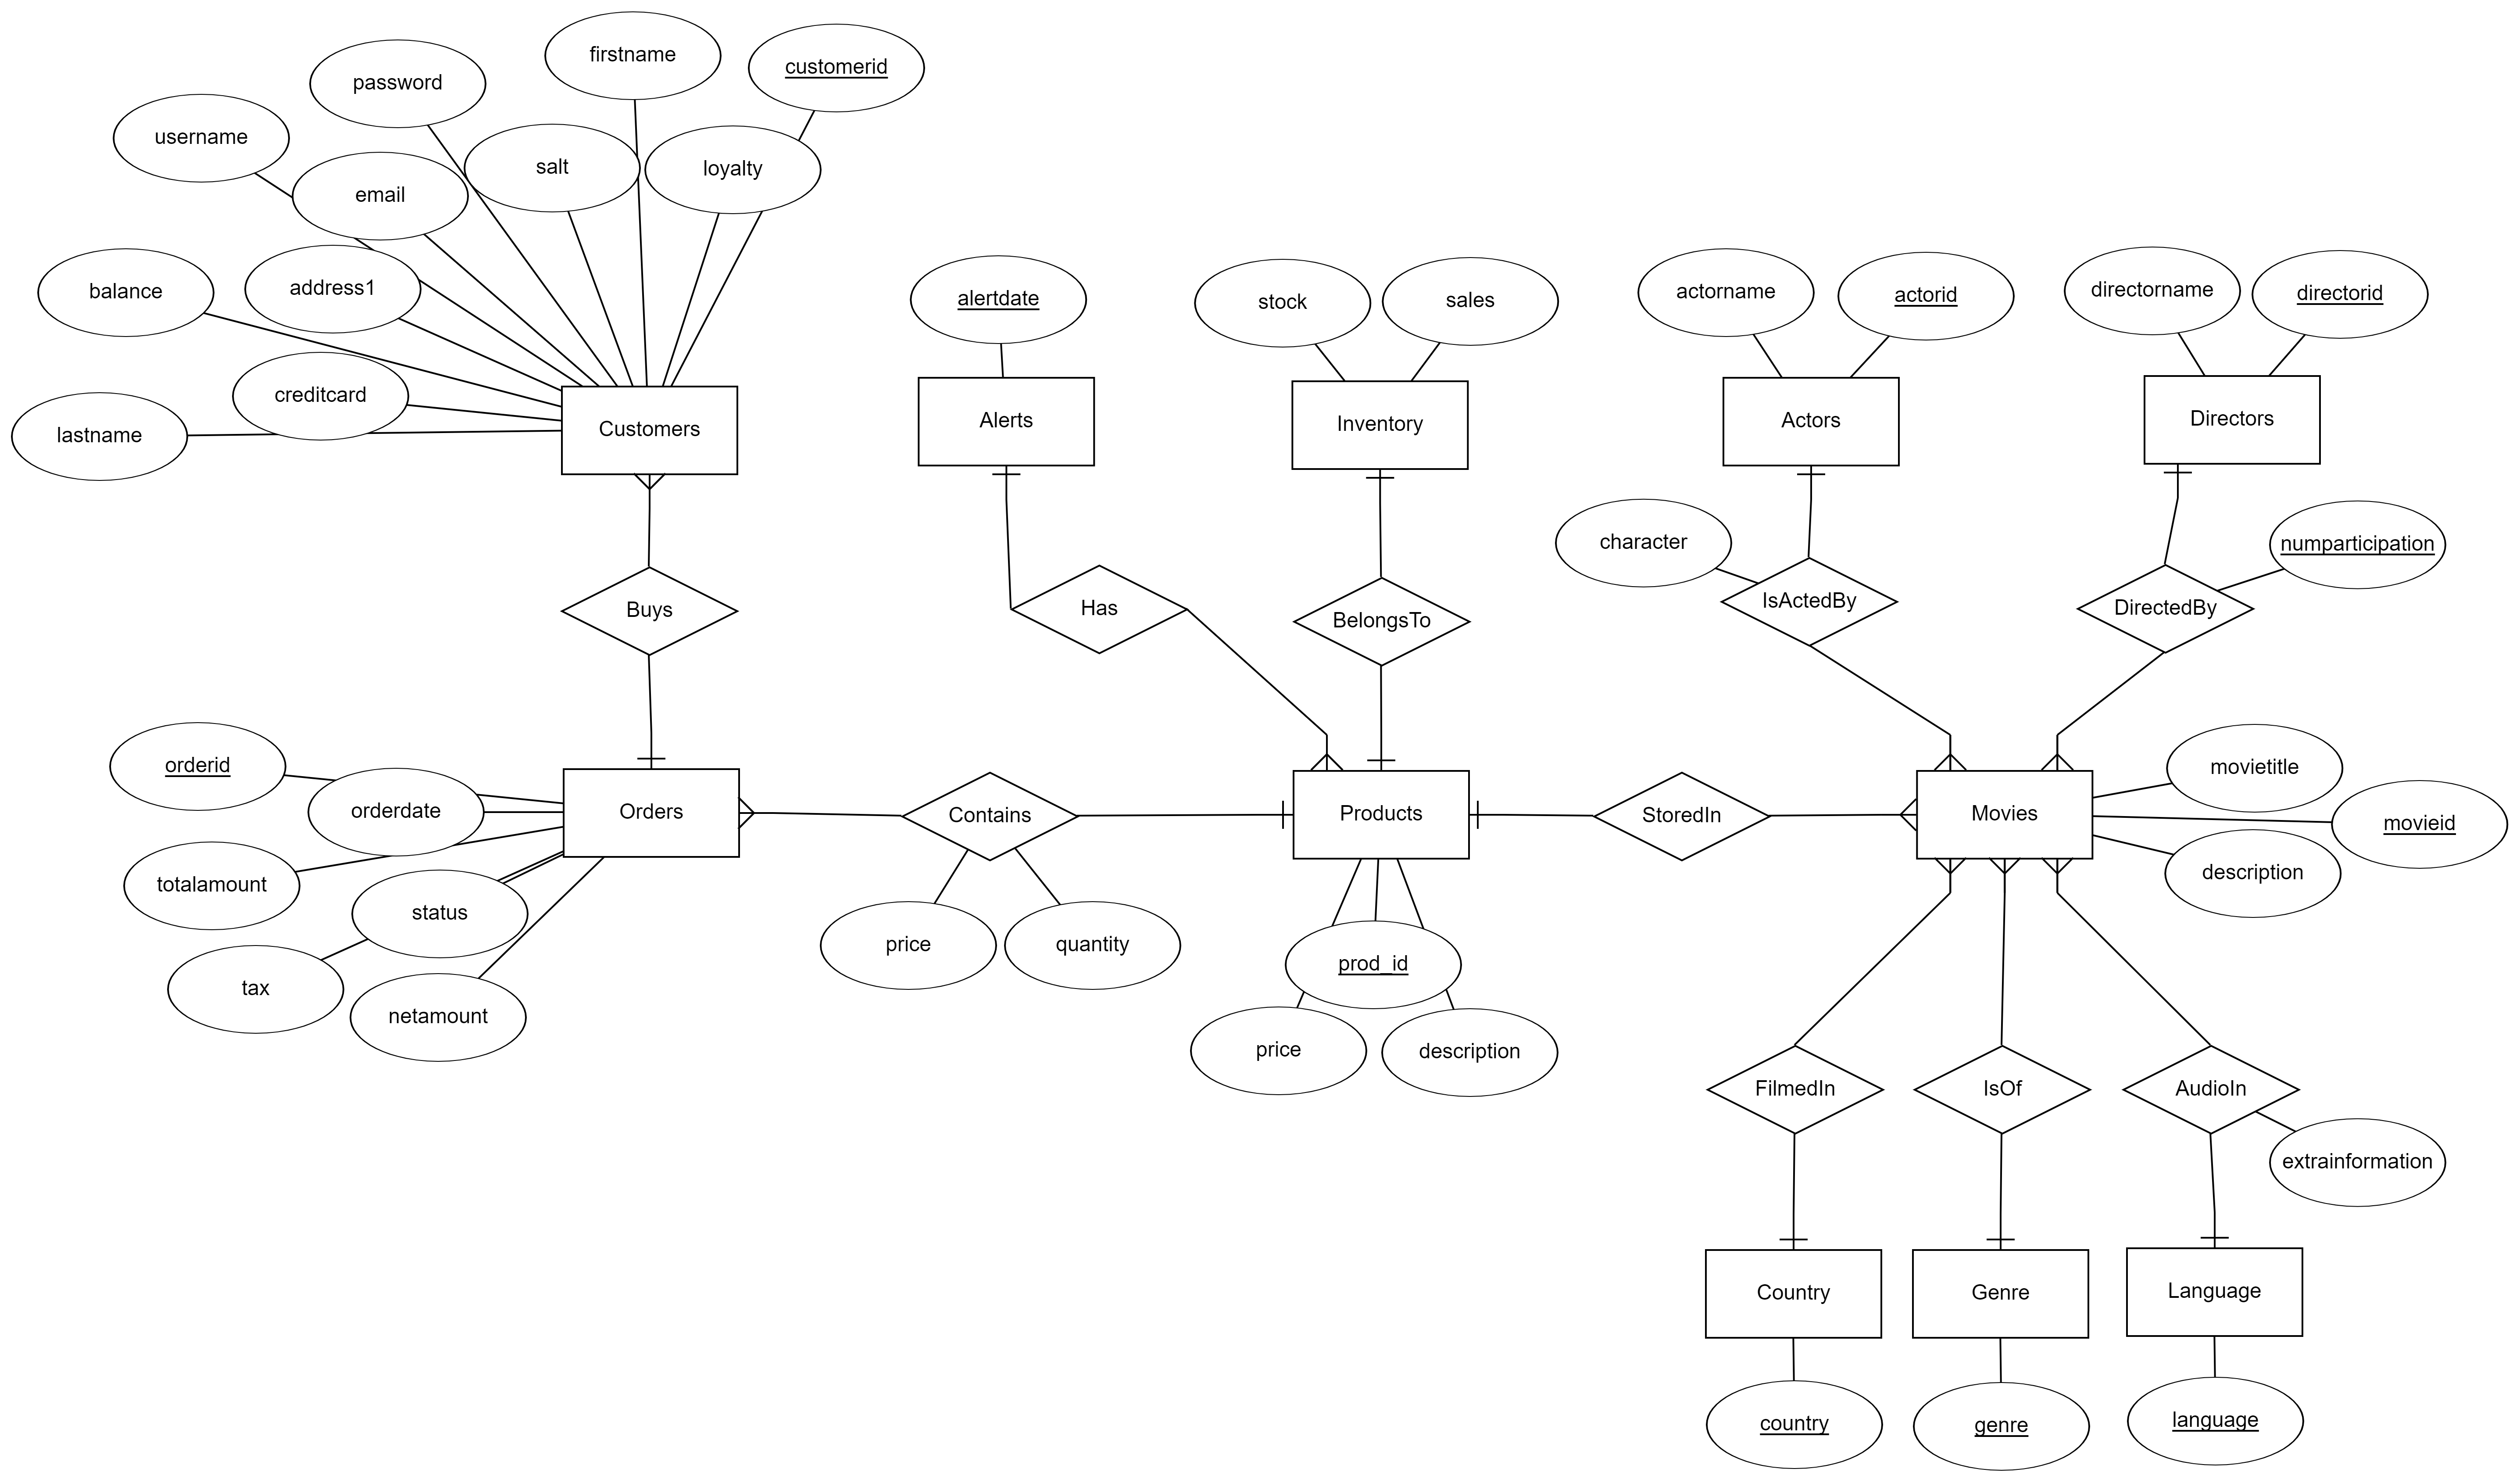 firstname
customerid
password
username
salt
loyalty
email
balance
address1
creditcard
lastname
Customers
alertdate
stock
sales
actorname
actorid
directorname
directorid
Alerts
Inventory
Actors
Directors
character
numparticipation
Buys
Has
BelongsTo
IsActedBy
DirectedBy
orderid
orderdate
Orders
Contains
Products
StoredIn
Movies
movietitle
movieid
description
totalamount
status
tax
netamount
price
quantity
prod_id
price
description
FilmedIn
IsOf
AudioIn
extrainformation
Country
Genre
Language
country
genre
language